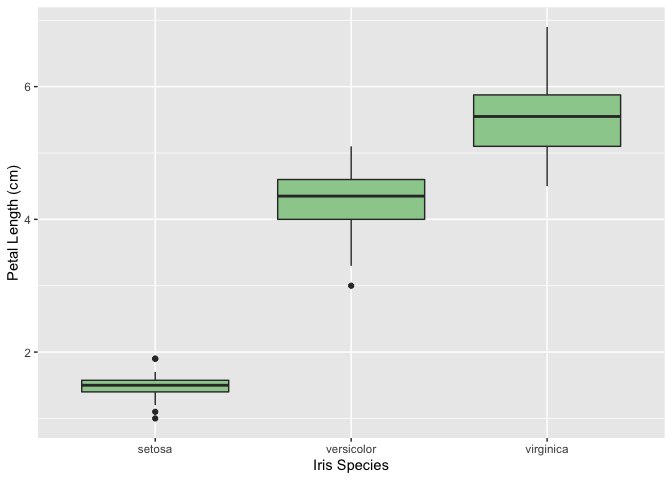 Petal Length (cm)
6
4
2
setosa
versicolor
virginica
Iris Species